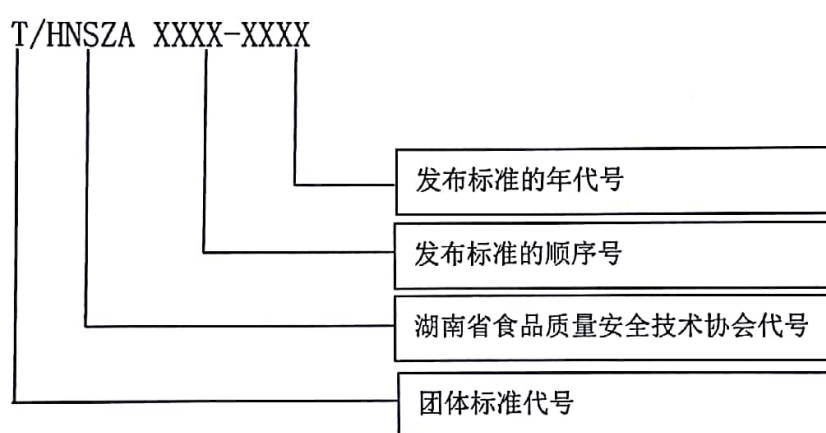 T/HNSZA XXXX-XXXX
发布标准的年代号
发布标准的顺序号
湖南省食品质量安全技术协会代号
团体标准代号